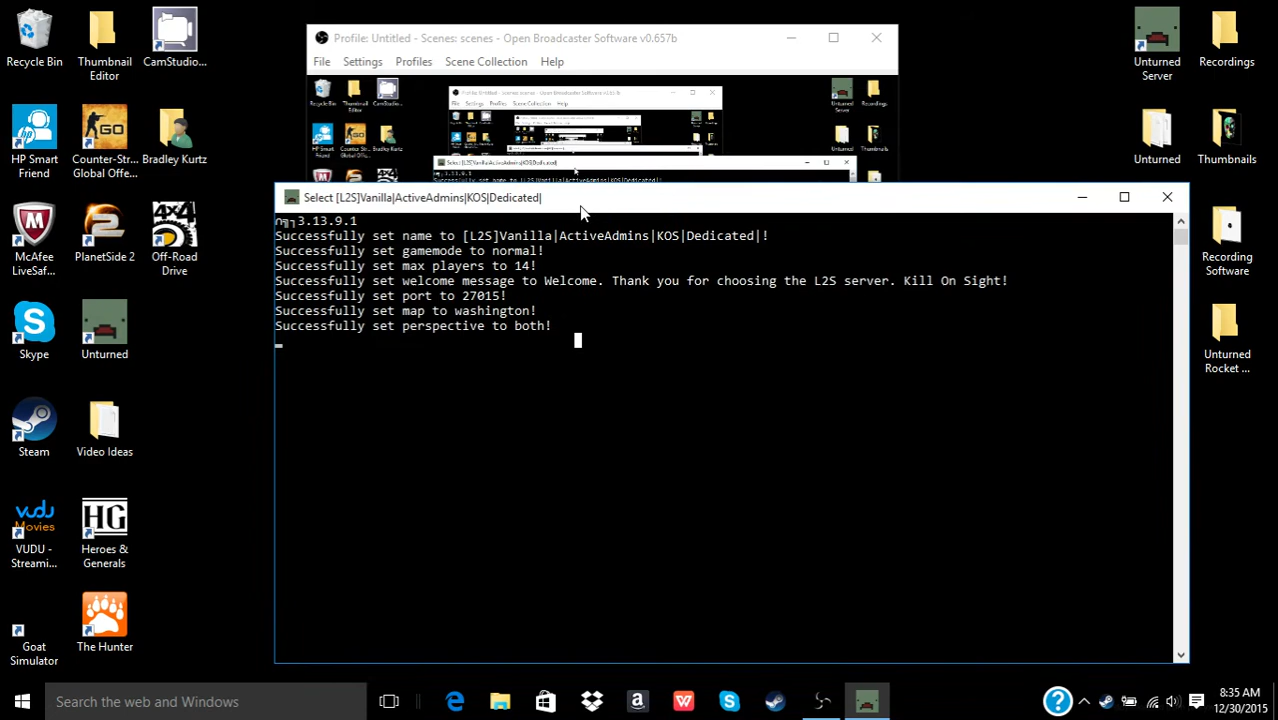 Recycle Bin
Thumbnail Editor
CamStudio...
HP Smart Friend
Counter-Str... Global Offe...
Bradley Kurtz
McAfee LiveSaf...
PlanetSide 2
Off-Road Drive
Skype
Unturned
Steam
Video Ideas
VUDU - Streami...
Heroes & Generals
Goat Simulator
The Hunter
Profile: Untitled - Scenes: scenes - Open Broadcaster Software v0.657b
File Settings Profiles Scene Collection Help
Select [L2S]Vanilla|ActiveAdmins|KOS|Dedicated|
3.13.9.1
Successfully set name to [L2S]Vanilla|ActiveAdmins|KOS|Dedicated|!
Successfully set gamemode to normal!
Successfully set max players to 14!
Successfully set welcome message to Welcome. Thank you for choosing the L2S server. Kill On Sight!
Successfully set port to 27015!
Successfully set map to washington!
Successfully set perspective to both!
Unturned Server
Recordings
Unturned
Thumbnails
Recording Software
Unturned Rocket ...
Search the web and Windows
8:35 AM
12/30/2015